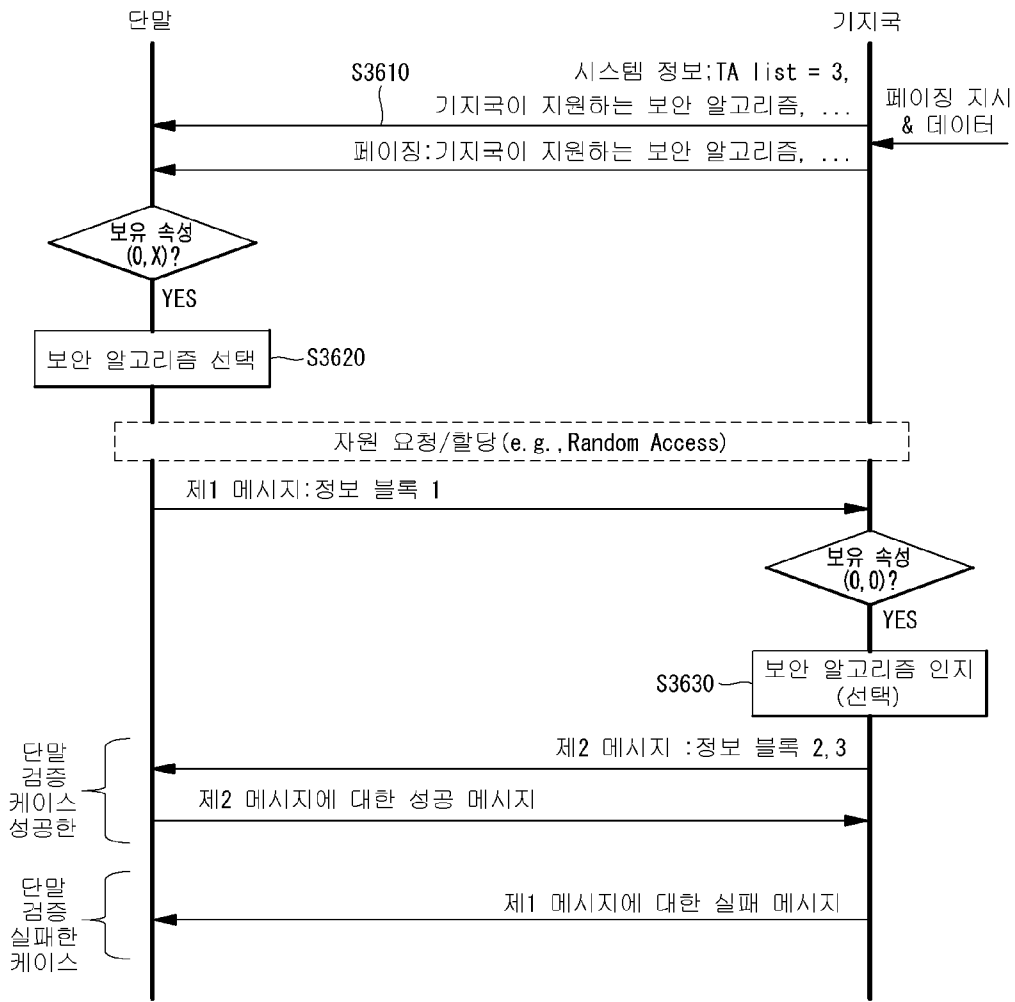 단말
기지국
S3610
시스템 정보;TA list = 3,
기지국이 지원하는 보안 알고리즘, ...
페이징 지시
& 데이터
페이징:기지국이 지원하는 보안 알고리즘, ...
보유 속성
(0,X)?
YES
보안 알고리즘 선택
S3620
자원 요청/할당(e.g.,Random Access)
제1 메시지:정보 블록 1
보유 속성
(0,0)?
YES
S3630
보안 알고리즘 인지
(선택)
제2 메시지 :정보 블록 2,3
단말
검증
케이스
성공한
제2 메시지에 대한 성공 메시지
단말
검증
실패한
케이스
제1 메시지에 대한 실패 메시지